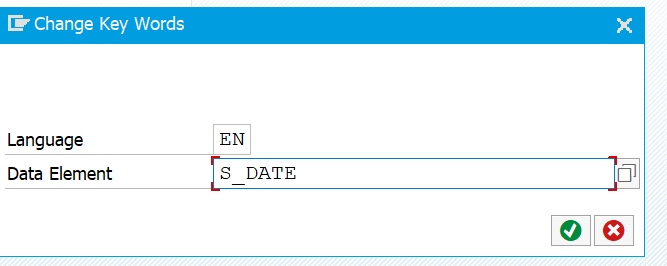 Change Key Words
Language EN
Data Element S_DATE